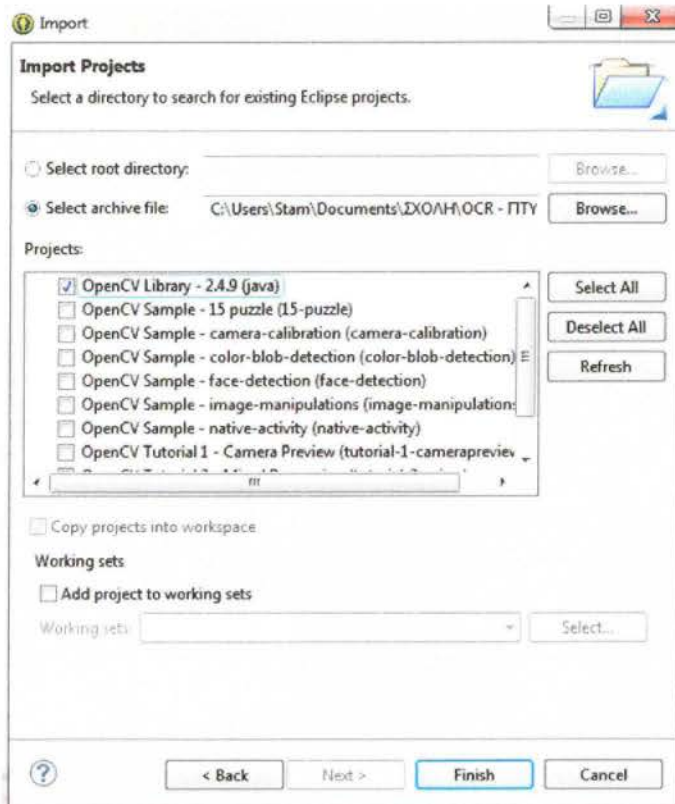 Import
Import Projects
Select a directory to search for existing Eclipse projects.
Select root directory:
Browse...
Select archive file:
C:\Users\Stam\Documents\ΣΧΟΛΗ\OCR - ΠΤΥ
Browse...
Projects:
OpenCV Library - 2.4.9 (java)
OpenCV Sample - 15 puzzle (15-puzzle)
OpenCV Sample - camera-calibration (camera-calibration)
OpenCV Sample - color-blob-detection (color-blob-detection)
OpenCV Sample - face-detection (face-detection)
OpenCV Sample - image-manipulations (image-manipulations
OpenCV Sample - native-activity (native-activity)
OpenCV Tutorial 1 - Camera Preview (tutorial-1-camerapreviev
Select All
Deselect All
Refresh
Copy projects into workspace
Working sets
Add project to working sets
Working sets:
Select...
< Back
Next >
Finish
Cancel